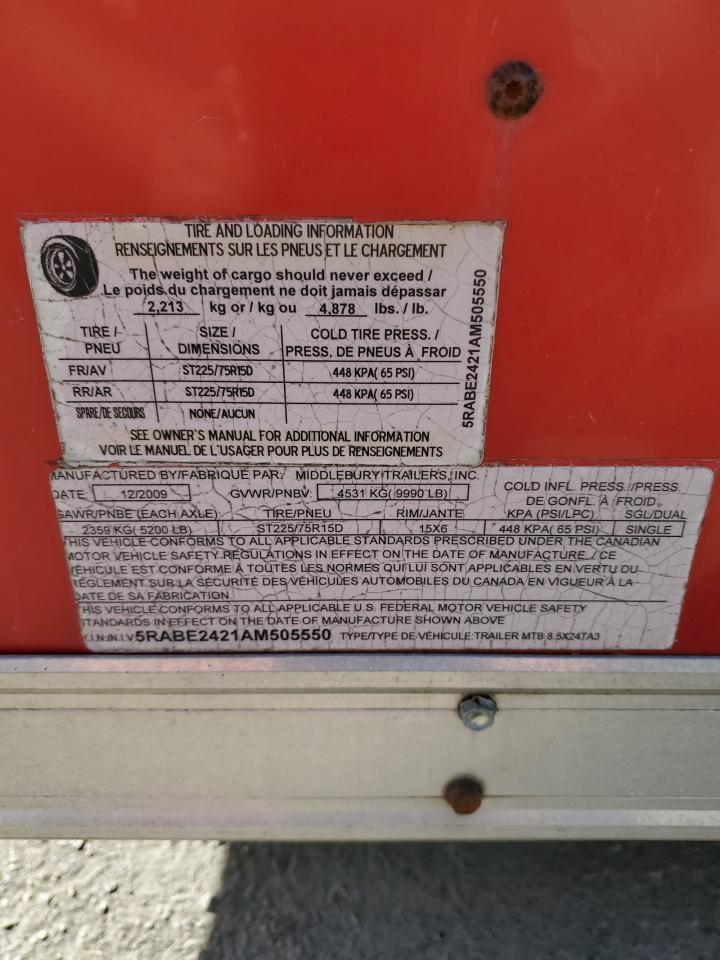 TIRE AND LOADING INFORMATION
RENSEIGNEMENTS SUR LES PNEUS ET LE CHARGEMENT
The weight of cargo should never exceed /
Le poids du chargement ne doit jamais dépassar
2,213 kg or / kg ou 4,878 lbs. / lb.
TIRE / PNEU SIZE / DIMENSIONS COLD TIRE PRESS. / PRESS, DE PNEUS À FROID
FR/AV ST225/75R15D 448 KPA( 65 PSI)
RR/AR ST225/75R15D 448 KPA( 65 PSI)
SPARE/DE SECOURS NONE/AUCUN
SEE OWNER'S MANUAL FOR ADDITIONAL INFORMATION
VOIR LE MANUEL DE L'USAGER POUR PLUS DE RENSEIGNEMENTS
5RABE2421AM505550
MANUFACTURED BY/FABRIQUE PAR: MIDDLEBURY TRAILERS, INC.
DATE 12/2009 GVWR/PNBV: 4531 KG( 9990 LB)
COLD INFL. PRESS./PRESS.
DE GONFL. À FROID
GAWR/PNBE (EACH AXLE) TIRE/PNEU RIM/JANTE KPA (PSI/LPC) SGL/DUAL
2359 KG( 5200 LB) ST225/75R15D 15X6 448 KPA( 65 PSI) SINGLE
THIS VEHICLE CONFORMS TO ALL APPLICABLE STANDARDS PRESCRIBED UNDER THE CANADIAN
MOTOR VEHICLE SAFETY REGULATIONS IN EFFECT ON THE DATE OF MANUFACTURE. / CE
VÉHICULE EST CONFORME À TOUTES LES NORMES QUI LUI SONT APPLICABLES EN VERTU DU
RÈGLEMENT SUR LA SÉCURITÉ DES VÉHICULES AUTOMOBILES DU CANADA EN VIGUEUR À LA
DATE DE SA FABRICATION
THIS VEHICLE CONFORMS TO ALL APPLICABLE U.S. FEDERAL MOTOR VEHICLE SAFETY
STANDARDS IN EFFECT ON THE DATE OF MANUFACTURE SHOWN ABOVE
V.I.N./N.I.V 5RABE2421AM505550 TYPE/TYPE DE VÉHICULE: TRAILER MTB 8.5X24TA3